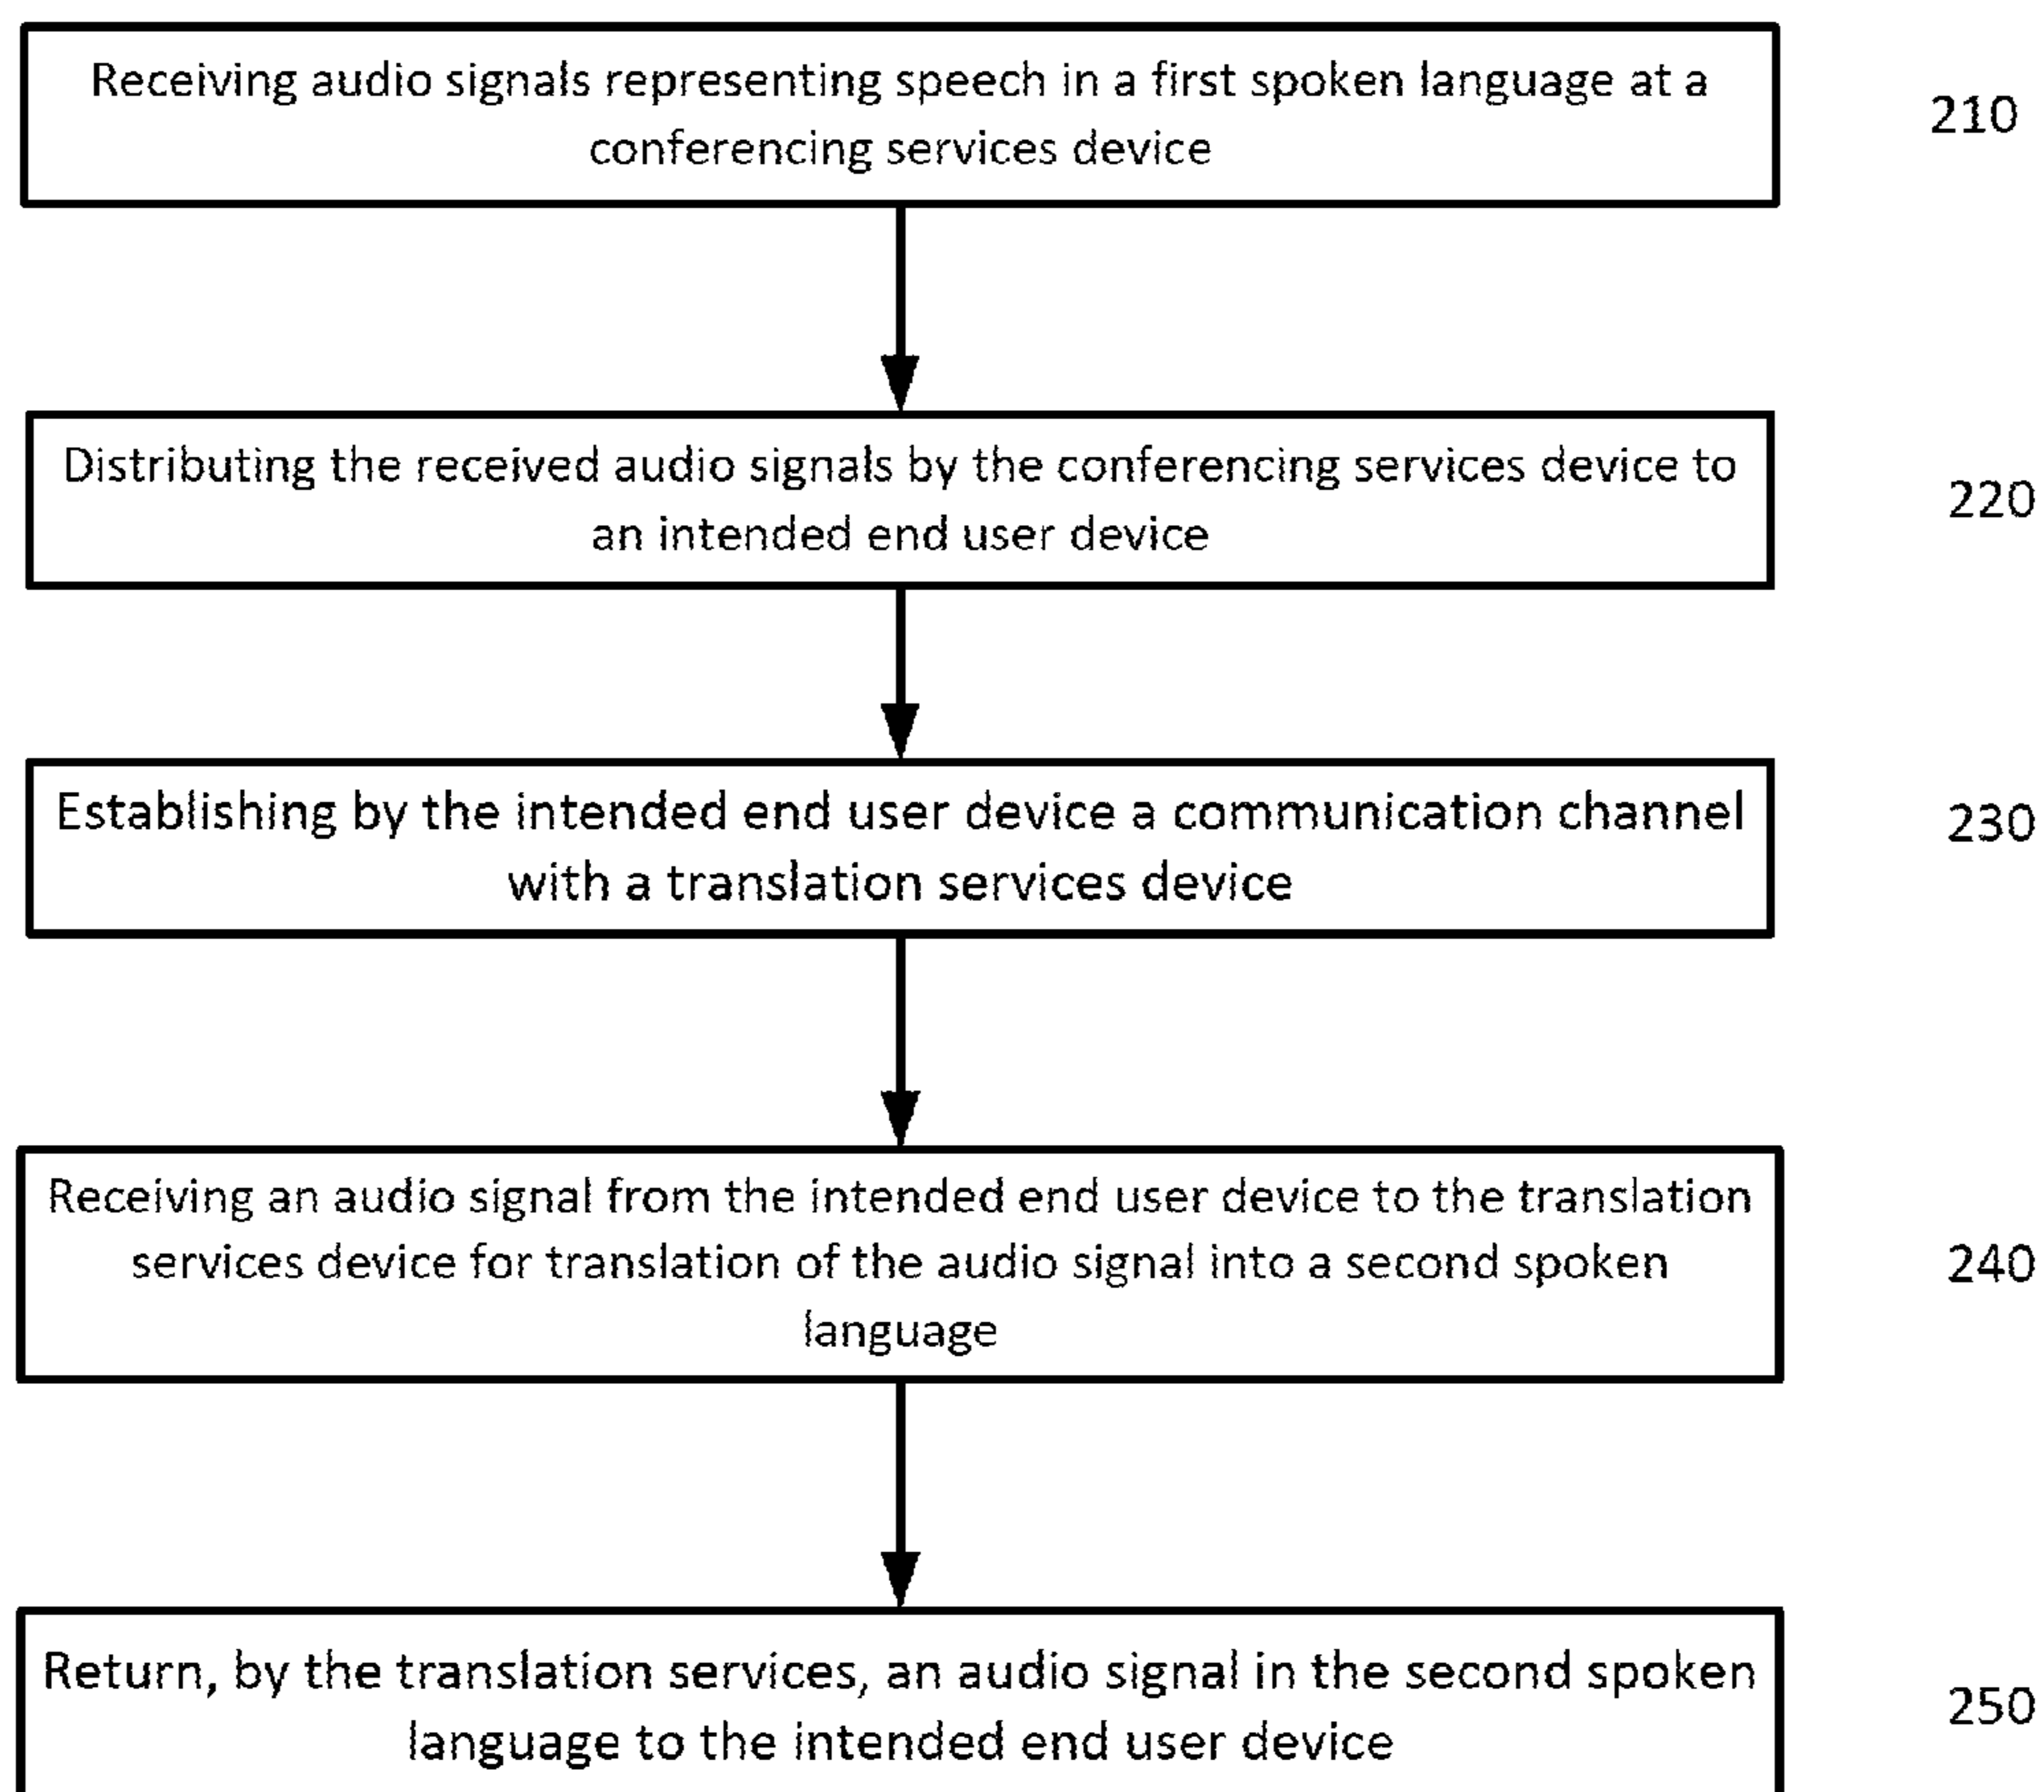 Receiving audio signals representing speech in a first spoken language at a
conferencing services device
210
Distributing the received audio signals by the conferencing services device to
an intended end user device
220
Establishing by the intended end user device a communication channel
with a translation services device
230
Receiving an audio signal from the intended end user device to the translation
services device for translation of the audio signal into a second spoken
language
240
Return, by the translation services, an audio signal in the second spoken
language to the intended end user device
250